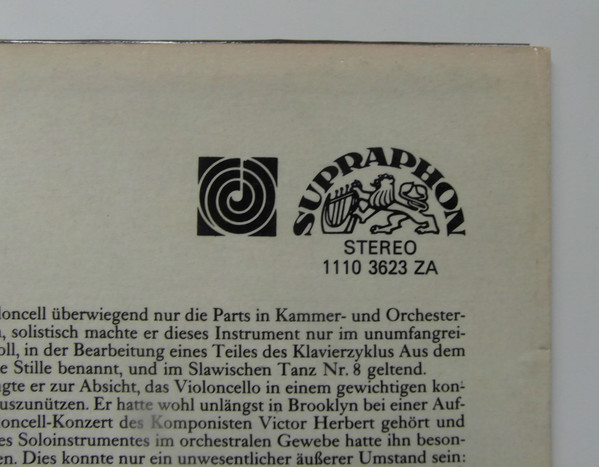 SUPRAPHON
STEREO
1110 3623 ZA
loncell überwiegend nur die Parts in Kammer- und Orchester-
, solistisch machte er dieses Instrument nur im unumfangrei-
oll, in der Bearbeitung eines Teiles des Klavierzyklus Aus dem
e Stille benannt, und im Slawischen Tanz Nr. 8 geltend.
ngte er zur Absicht, das Violoncello in einem gewichtigen kon-
uszunützen. Er hatte wohl unlängst in Brooklyn bei einer Auf-
loncell-Konzert des Komponisten Victor Herbert gehört und
es Soloinstrumentes im orchestralen Gewebe hatte ihn beson-
en. Dies konnte nur ein unwesentlicher äußerer Umstand sein: